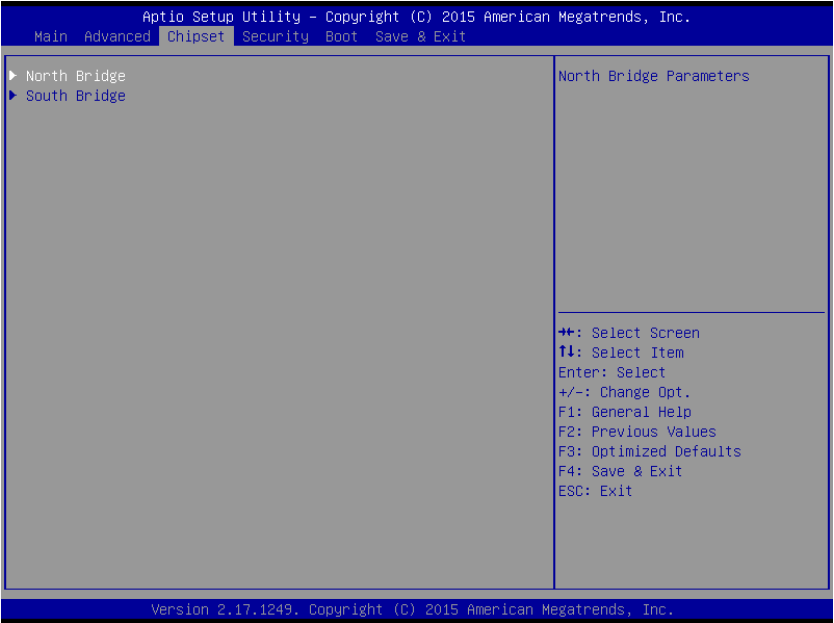 Aptio Setup Utility – Copyright (C) 2015 American Megatrends, Inc.
Main Advanced Chipset Security Boot Save & Exit
▶ North Bridge
▶ South Bridge
North Bridge Parameters
→←: Select Screen
↑↓: Select Item
Enter: Select
+/-: Change Opt.
F1: General Help
F2: Previous Values
F3: Optimized Defaults
F4: Save & Exit
ESC: Exit
Version 2.17.1249. Copyright (C) 2015 American Megatrends, Inc.